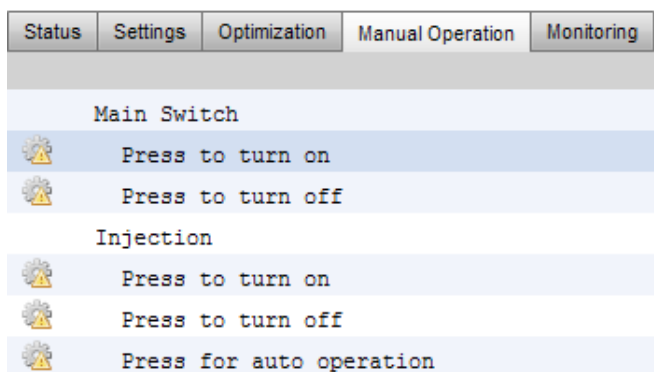 Status Settings Optimization Manual Operation Monitoring
Main Switch
Press to turn on
Press to turn off
Injection
Press to turn on
Press to turn off
Press for auto operation